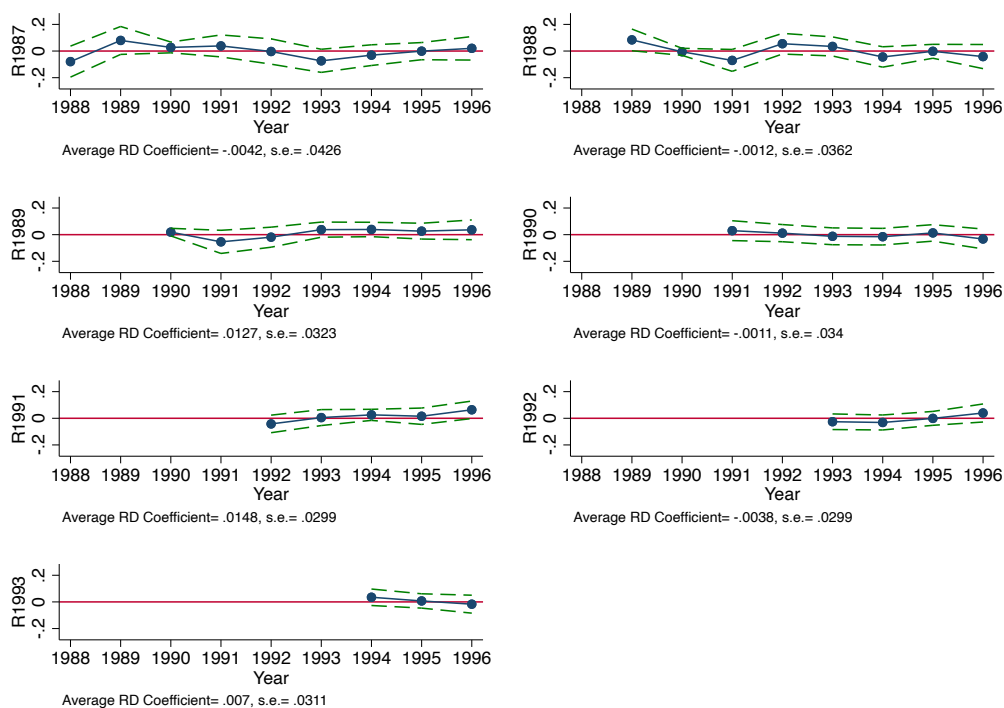 R1987
.2
0
-.2
1988 1989 1990 1991 1992 1993 1994 1995 1996
Year
Average RD Coefficient= -.0042, s.e.= .0426
R1988
.2
0
-.2
1988 1989 1990 1991 1992 1993 1994 1995 1996
Year
Average RD Coefficient= -.0012, s.e.= .0362
R1989
.2
0
-.2
1988 1989 1990 1991 1992 1993 1994 1995 1996
Year
Average RD Coefficient= .0127, s.e.= .0323
R1990
.2
0
-.2
1988 1989 1990 1991 1992 1993 1994 1995 1996
Year
Average RD Coefficient= -.0011, s.e.= .034
R1991
.2
0
-.2
1988 1989 1990 1991 1992 1993 1994 1995 1996
Year
Average RD Coefficient= .0148, s.e.= .0299
R1992
.2
0
-.2
1988 1989 1990 1991 1992 1993 1994 1995 1996
Year
Average RD Coefficient= -.0038, s.e.= .0299
R1993
.2
0
-.2
1988 1989 1990 1991 1992 1993 1994 1995 1996
Year
Average RD Coefficient= .007, s.e.= .0311